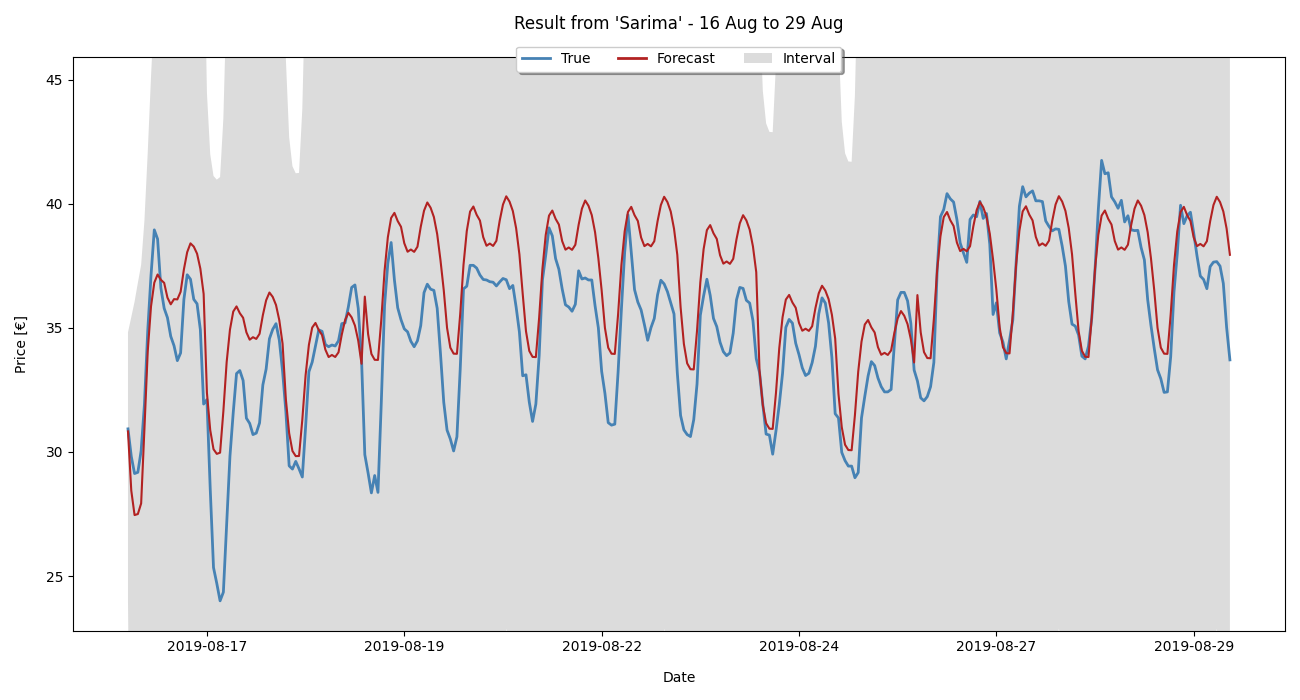 Result from 'Sarima' - 16 Aug to 29 Aug
True Forecast Interval
Price [€]
45
40
35
30
25
2019-08-17 2019-08-19 2019-08-22 2019-08-24 2019-08-27 2019-08-29
Date